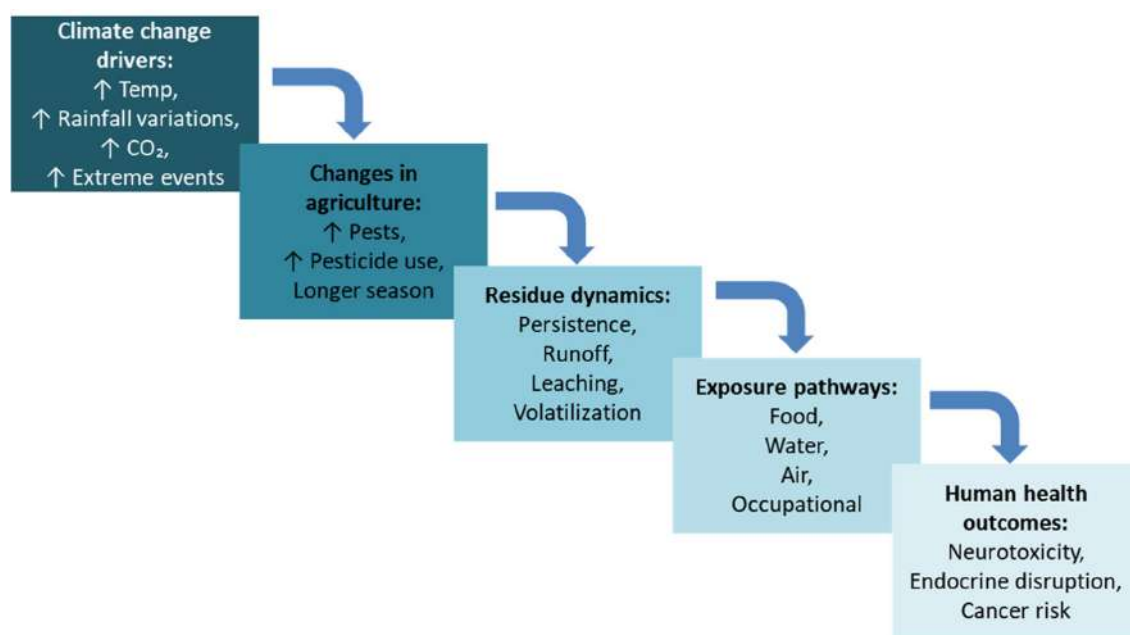 Climate change
drivers:
↑ Temp,
↑ Rainfall variations,
↑ CO₂,
↑ Extreme events
Changes in
agriculture:
↑ Pests,
↑ Pesticide use,
Longer season
Residue dynamics:
Persistence,
Runoff,
Leaching,
Volatilization
Exposure pathways:
Food,
Water,
Air,
Occupational
Human health
outcomes:
Neurotoxicity,
Endocrine disruption,
Cancer risk